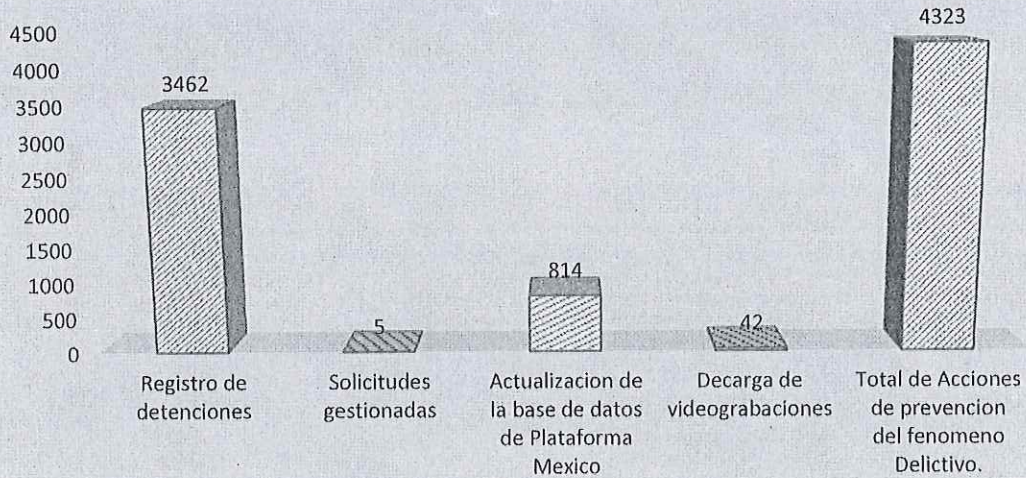 4500
4000
3500
3000
2500
2000
1500
1000
500
0
3462
5
814
42
4323
Registro de
detenciones
Solicitudes
gestionadas
Actualizacion de
la base de datos
de Plataforma
Mexico
Decarga de
videograbaciones
Total de Acciones
de prevencion
del fenomeno
Delictivo.